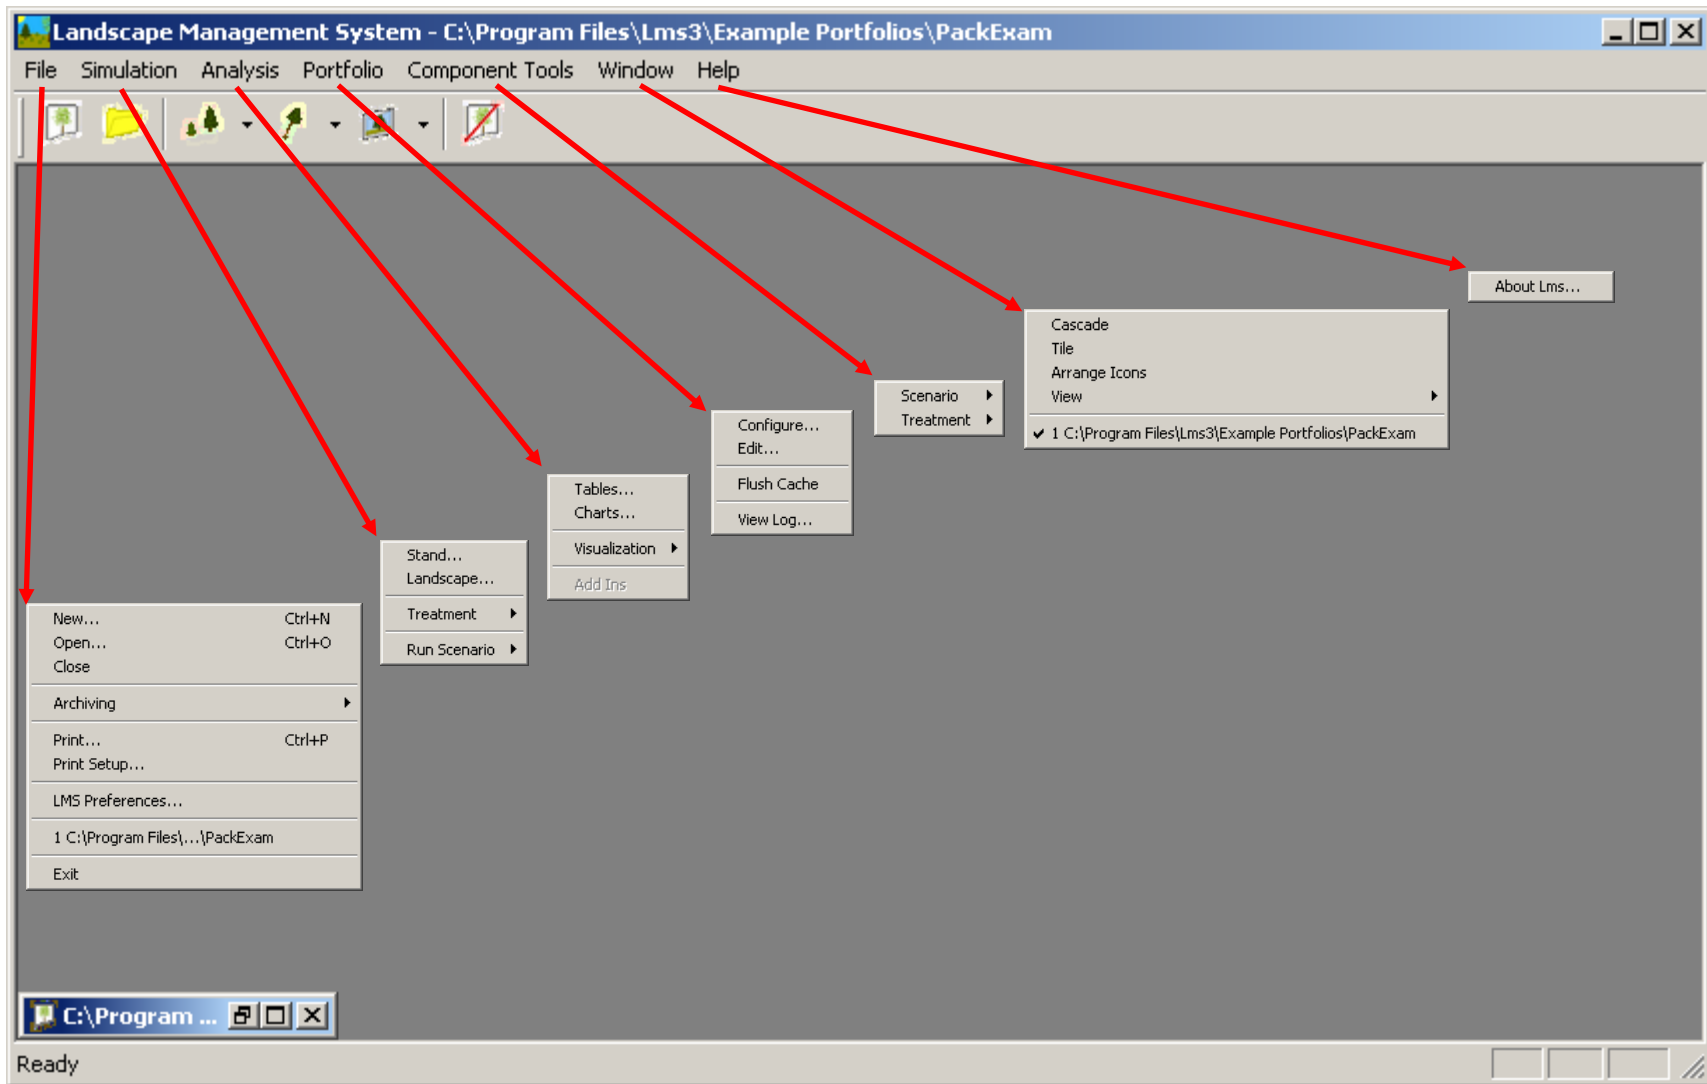 Landscape Management System - C:\Program Files\Lms3\Example Portfolios\PackExam
File Simulation Analysis Portfolio Component Tools Window Help
About Lms...
Cascade
Tile
Arrange Icons
View
1 C:\Program Files\Lms3\Example Portfolios\PackExam
Scenario
Treatment
Configure...
Edit...
Flush Cache
View Log...
Tables...
Charts...
Visualization
Add Ins
Stand...
Landscape...
Treatment
Run Scenario
New... Ctrl+N
Open... Ctrl+O
Close
Archiving
Print... Ctrl+P
Print Setup...
LMS Preferences...
1 C:\Program Files\...\PackExam
Exit
C:\Program ...
Ready